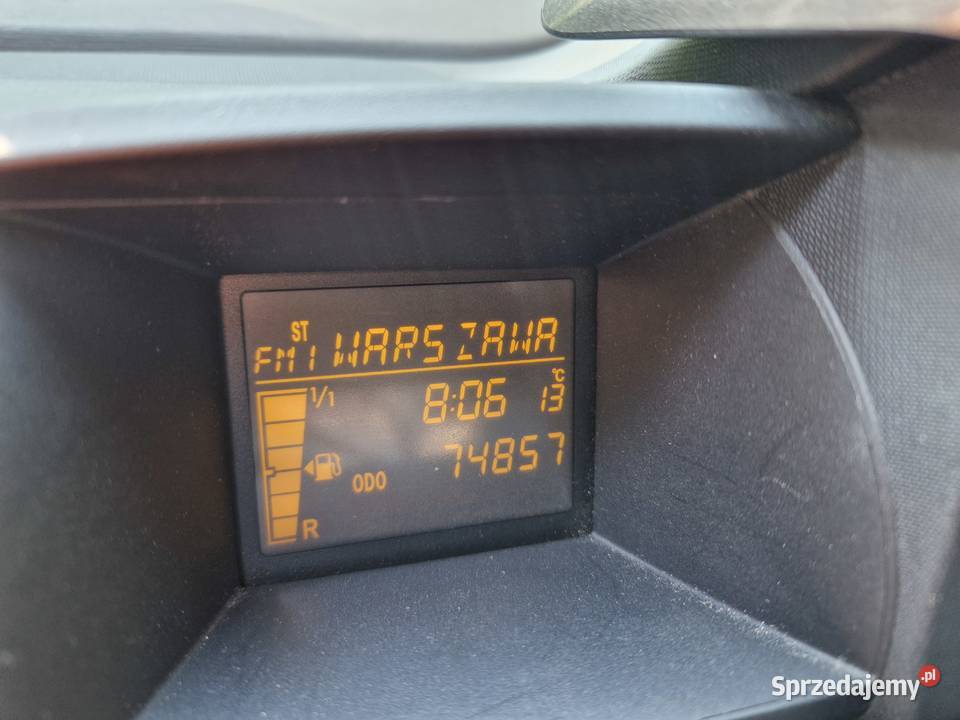 ST
FM1 WARSZAWA
1/1 8:06 13 °C
ODO 74857
R
Sprzedajemy.pl